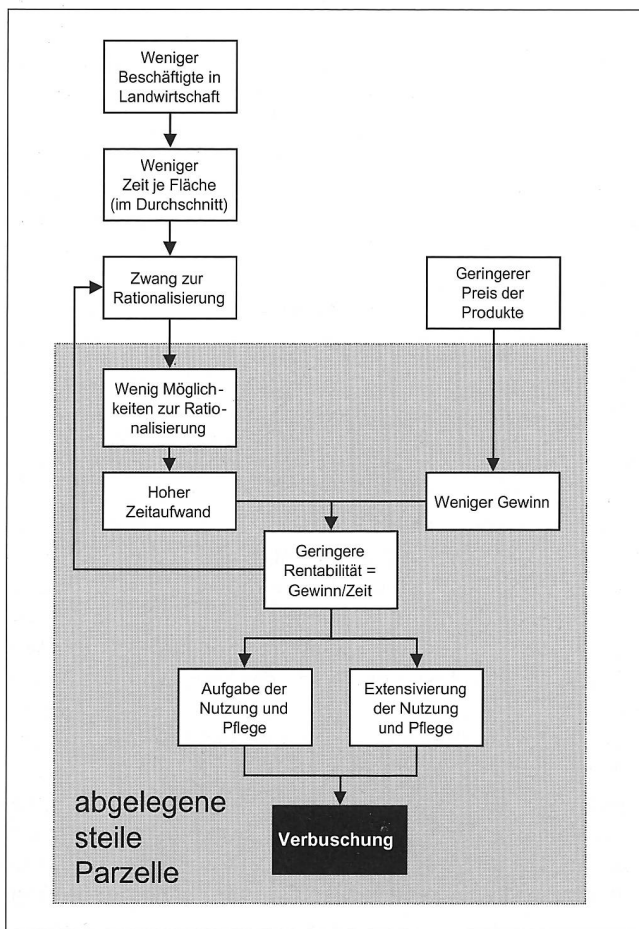 Weniger
Beschäftigte in
Landwirtschaft
Weniger
Zeit je Fläche
(im Durchschnitt)
Zwang zur
Rationalisierung
Geringerer
Preis der
Produkte
Wenig Möglich-
keiten zur Ratio-
nalisierung
Hoher
Zeitaufwand
Weniger Gewinn
Geringere
Rentabilität =
Gewinn/Zeit
Aufgabe der
Nutzung und
Pflege
Extensivierung
der Nutzung
und Pflege
abgelegene
steile
Parzelle
Verbuschung